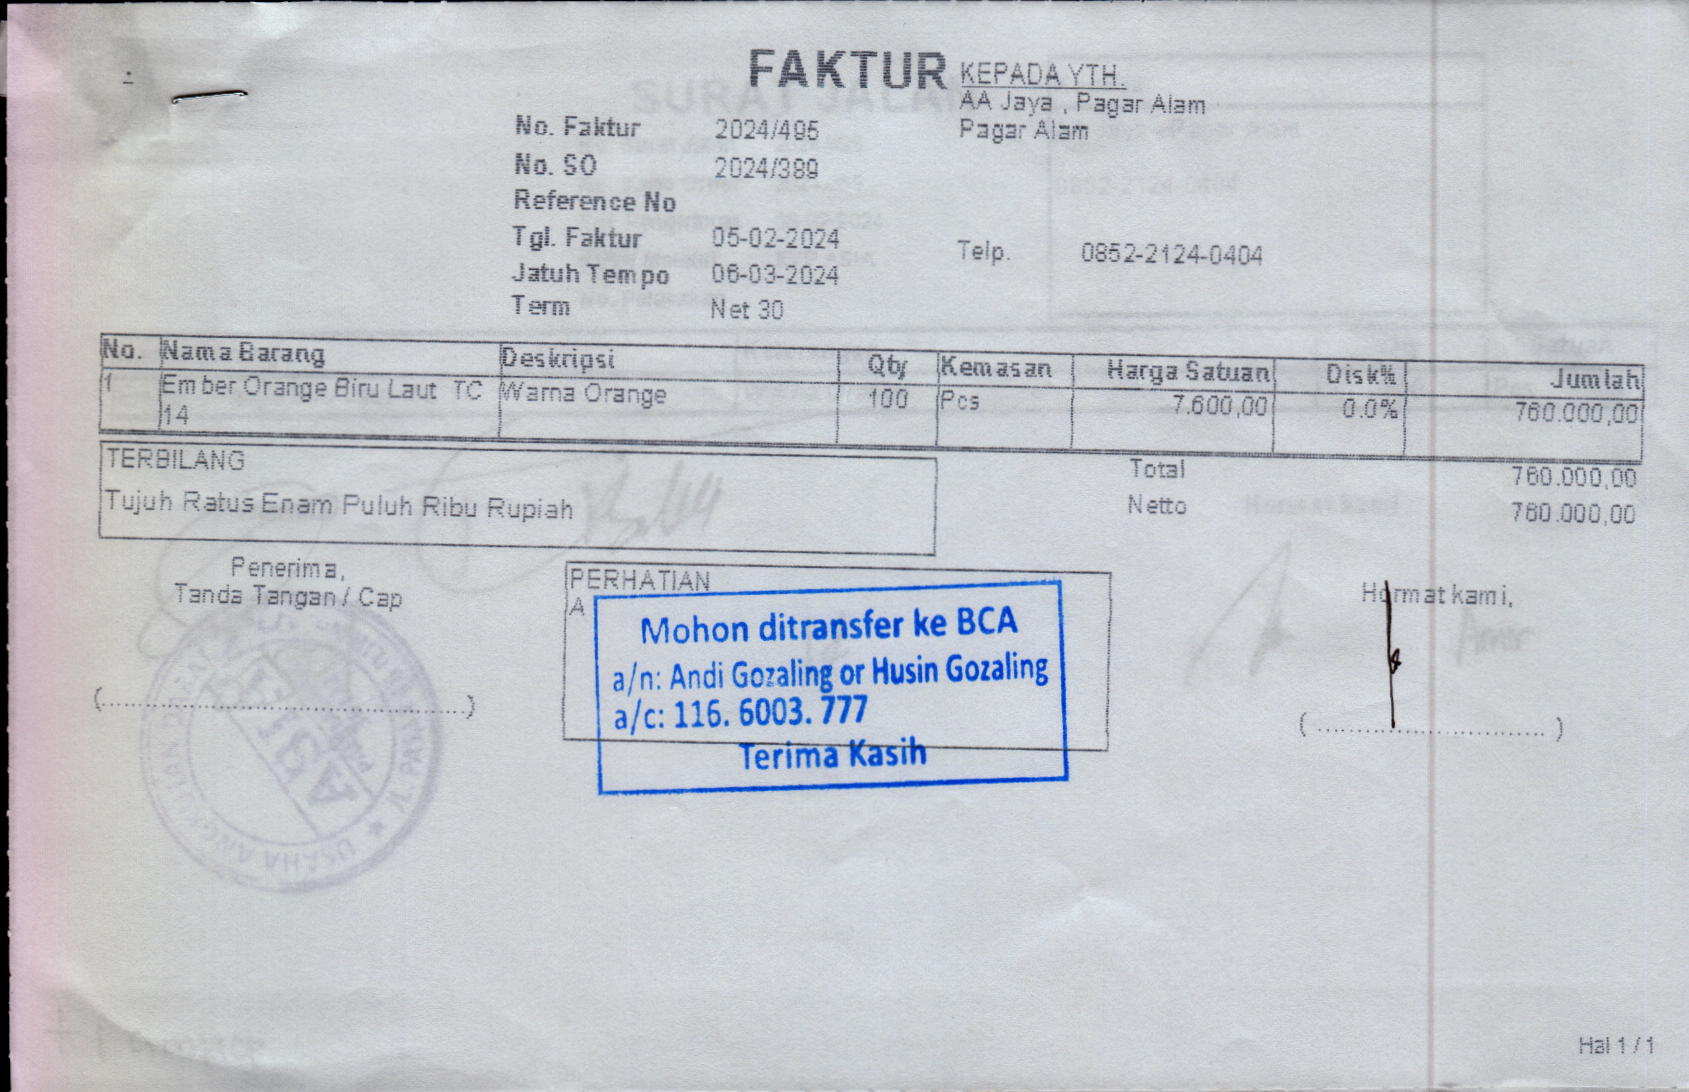 FAKTUR
KEPADA YTH.
AA Jaya , Pagar Alam
Pagar Alam
No. Faktur 2024/495
No. SO 2024/389
Reference No
Tgl. Faktur 05-02-2024
Telp. 0852-2124-0404
Jatuh Tempo 06-03-2024
Term Net 30
No. Nama Barang Deskripsi Qty Kemasan Harga Satuan Disk% Jumlah
1 Ember Orange Biru Laut TC Warna Orange 100 Pcs 7.600,00 0.0% 760.000,00
14
TERBILANG
Tujuh Ratus Enam Puluh Ribu Rupiah
Total 760.000,00
Netto 760.000,00
Penerima,
Tanda Tangan / Cap
(..............................)
PERHATIAN
A
Mohon ditransfer ke BCA
a/n: Andi Gozaling or Husin Gozaling
a/c: 116. 6003. 777
Terima Kasih
Hormat kami,
(..............................)
Hal 1 / 1